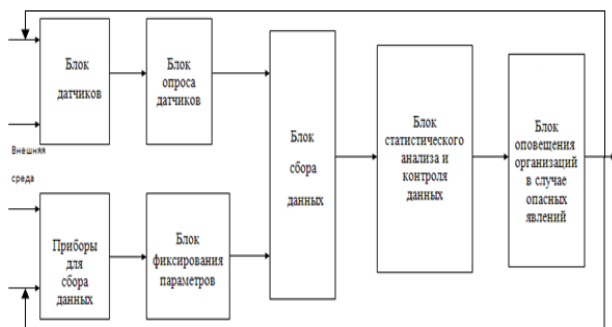 Блок
датчиков
Блок
опроса
датчиков
Внешняя
среда
Приборы
для
сбора
данных
Блок
фиксирования
параметров
Блок
сбора
данных
Блок
статистического
анализа и
контроля
данных
Блок
оповещения
организаций
в случае
опасных
явлений